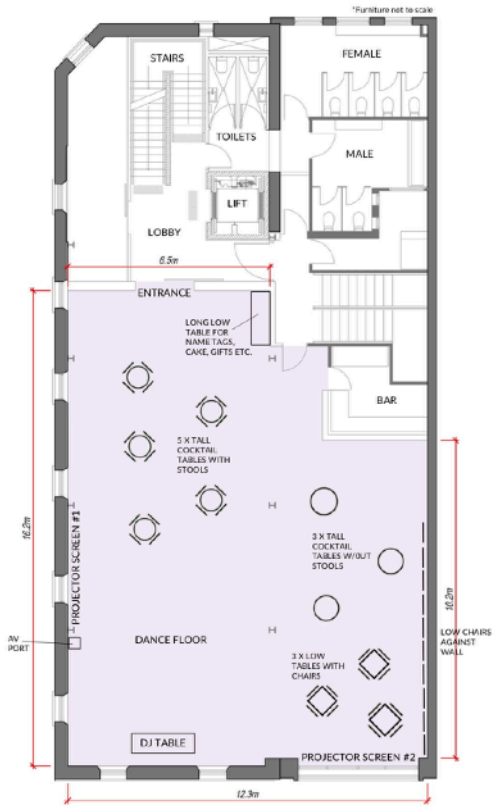 *Furniture not to scale
STAIRS
FEMALE
TOILETS
MALE
LIFT
LOBBY
6.5m
ENTRANCE
LONG LOW
TABLE FOR
NAME TAGS,
CAKE, GIFTS ETC.
BAR
5 X TALL
COCKTAIL
TABLES WITH
STOOLS
16.2m
PROJECTOR SCREEN #1
3 X TALL
COCKTAIL
TABLES W/OUT
STOOLS
10.2m
AV
PORT
DANCE FLOOR
LOW CHAIRS
AGAINST
WALL
3 X LOW
TABLES WITH
CHAIRS
DJ TABLE
PROJECTOR SCREEN #2
12.3m